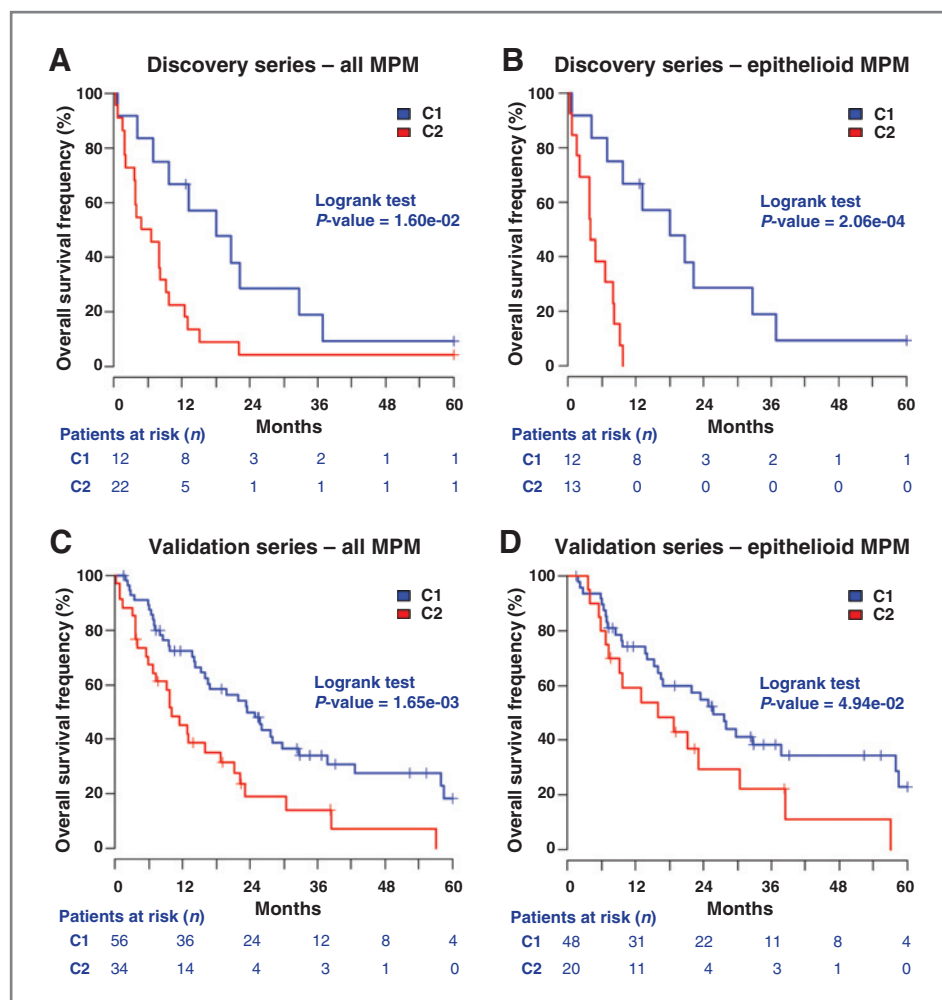 A Discovery series – all MPM
Overall survival frequency (%)
100
80
60
40
20
0
C1
C2
Logrank test
P-value = 1.60e-02
0 12 24 36 48 60
Months
Patients at risk (n)
C1 12 8 3 2 1 1
C2 22 5 1 1 1 1
B Discovery series – epithelioid MPM
Overall survival frequency (%)
100
80
60
40
20
0
C1
C2
Logrank test
P-value = 2.06e-04
0 12 24 36 48 60
Months
Patients at risk (n)
C1 12 8 3 2 1 1
C2 13 0 0 0 0 0
C Validation series – all MPM
Overall survival frequency (%)
100
80
60
40
20
0
C1
C2
Logrank test
P-value = 1.65e-03
0 12 24 36 48 60
Months
Patients at risk (n)
C1 56 36 24 12 8 4
C2 34 14 4 3 1 0
D Validation series – epithelioid MPM
Overall survival frequency (%)
100
80
60
40
20
0
C1
C2
Logrank test
P-value = 4.94e-02
0 12 24 36 48 60
Months
Patients at risk (n)
C1 48 31 22 11 8 4
C2 20 11 4 3 1 0